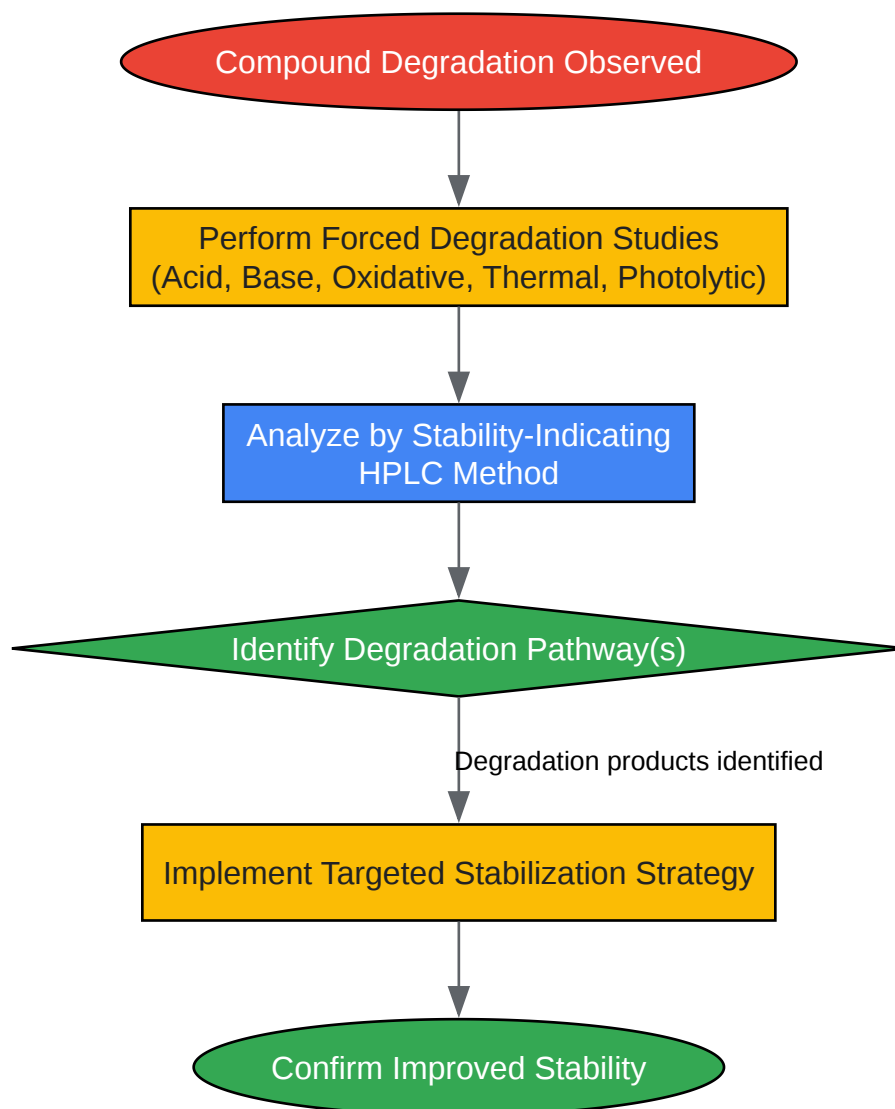 Compound Degradation Observed
Perform Forced Degradation Studies
(Acid, Base, Oxidative, Thermal, Photolytic)
Analyze by Stability-Indicating
HPLC Method
Identify Degradation Pathway(s)
Degradation products identified
Implement Targeted Stabilization Strategy
Confirm Improved Stability